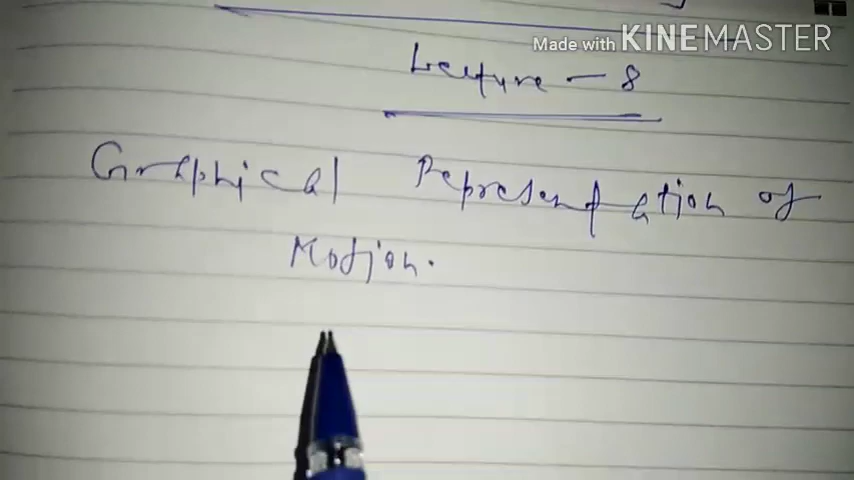 Made with KINEMASTER
Lecture - 8
Graphical Representation of
Motion.